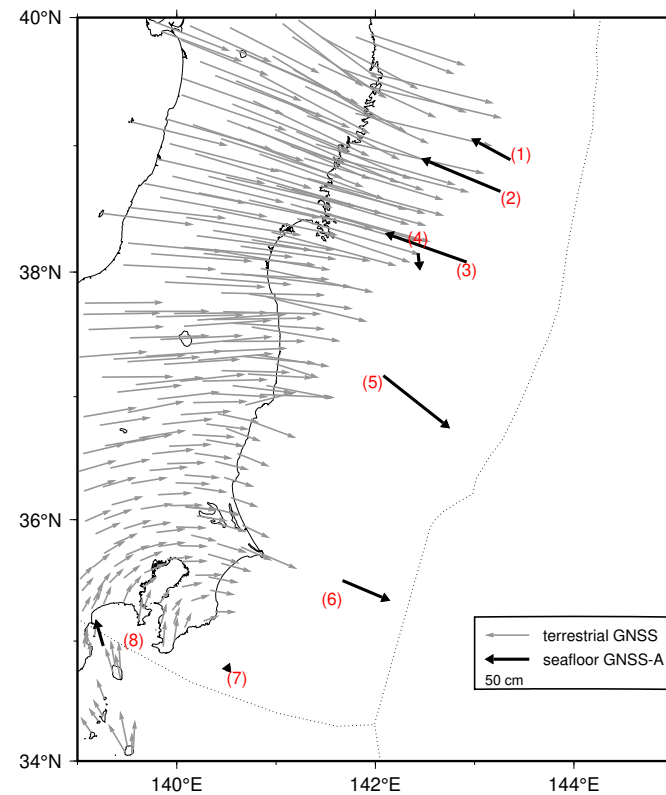 40°N
(1)
(2)
(4)
38°N
(3)
(5)
36°N
(6)
terrestrial GNSS
(8)
seafloor GNSS-A
(7)
50 cm
34°N
140°E 142°E 144°E